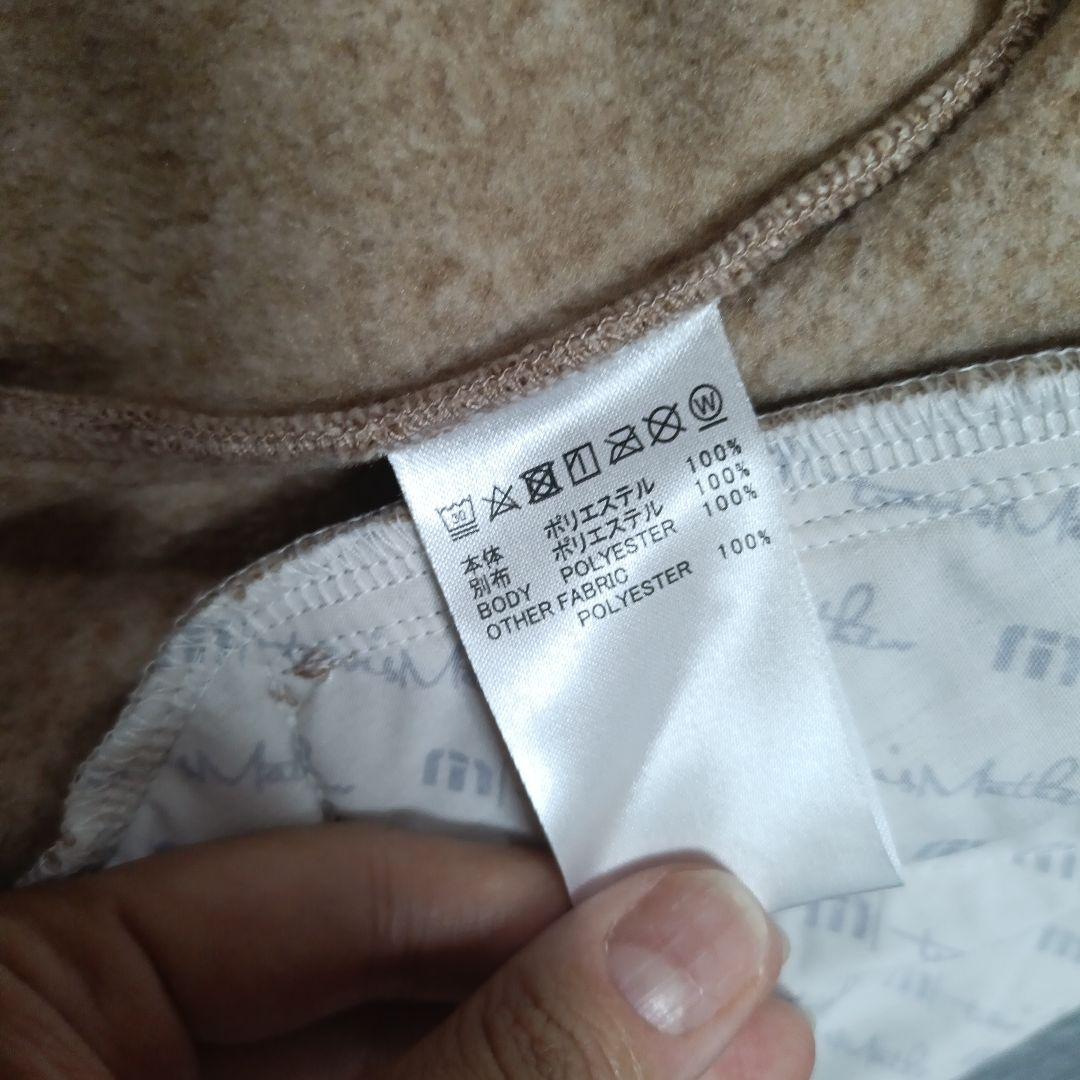 30 W
本体 ポリエステル 100%
別布 ポリエステル 100%
BODY POLYESTER 100%
OTHER FABRIC
POLYESTER 100%